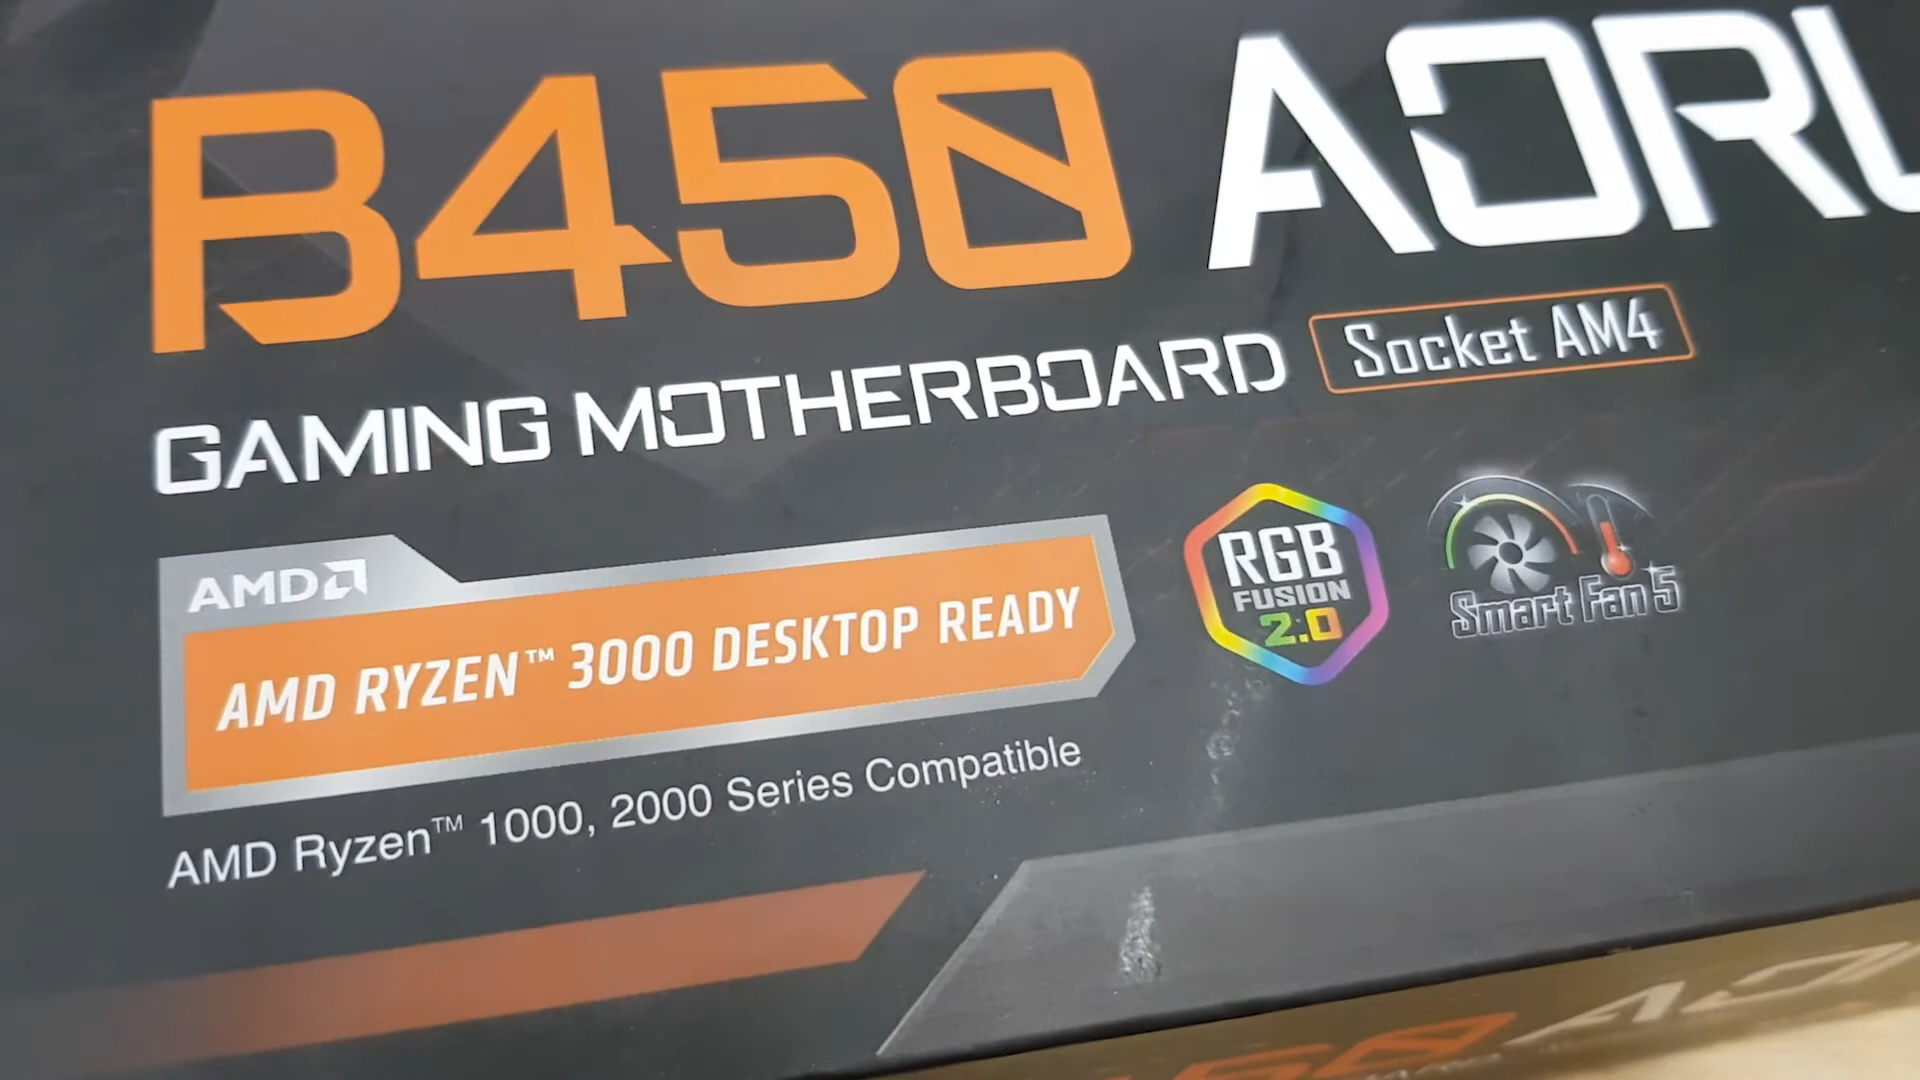 B450 AORU
GAMING MOTHERBOARD Socket AM4
AMD
AMD RYZEN™ 3000 DESKTOP READY
RGB
FUSION
2.0
Smart Fan 5
AMD Ryzen™ 1000, 2000 Series Compatible